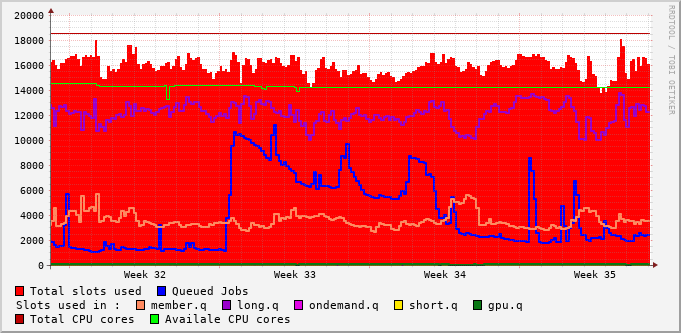 20000
18000
16000
14000
12000
10000
8000
6000
4000
2000
0
Week 32 Week 33 Week 34 Week 35
Total slots used Queued Jobs
Slots used in : member.q long.q ondemand.q short.q gpu.q
Total CPU cores Availale CPU cores
RRDTOOL / TOBI OETIKER